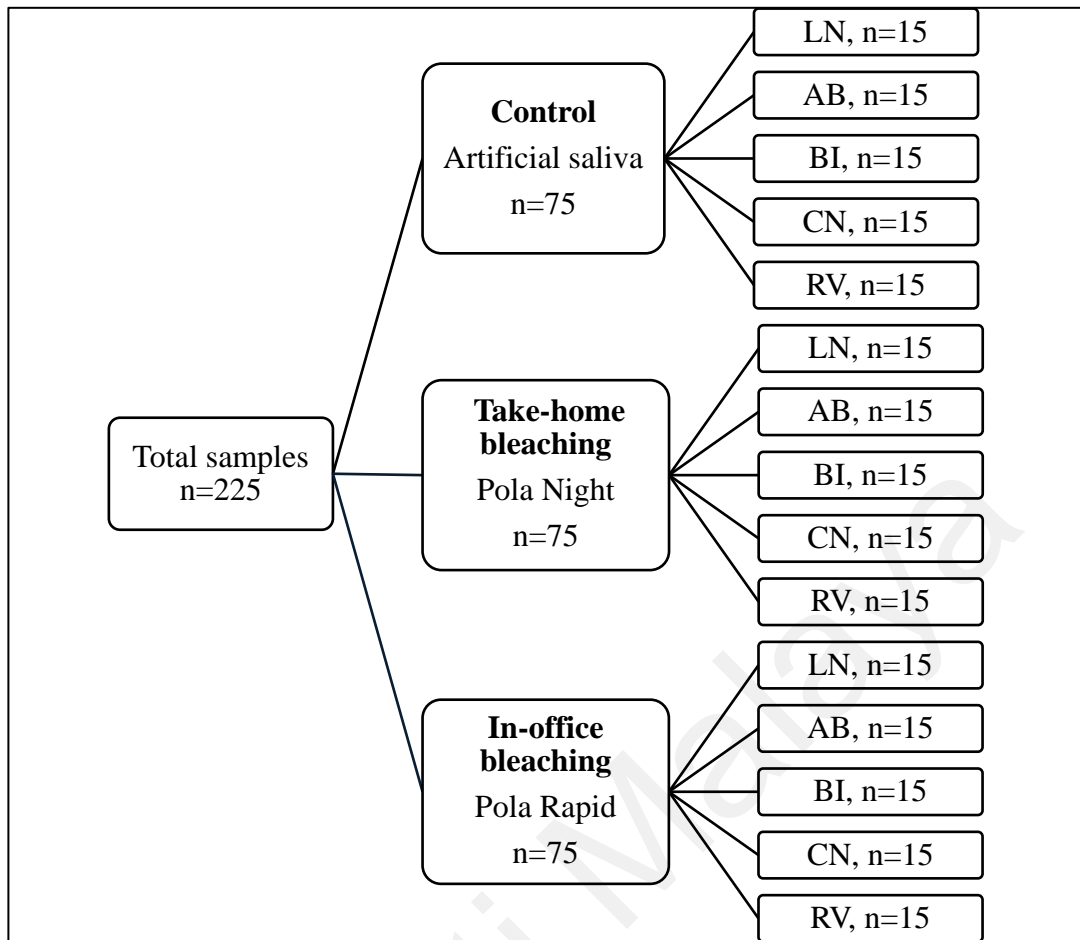 Total samples
n=225
Control
Artificial saliva
n=75
LN, n=15
AB, n=15
BI, n=15
CN, n=15
RV, n=15
Take-home
bleaching
Pola Night
n=75
LN, n=15
AB, n=15
BI, n=15
CN, n=15
RV, n=15
In-office
bleaching
Pola Rapid
n=75
LN, n=15
AB, n=15
BI, n=15
CN, n=15
RV, n=15
Malaya